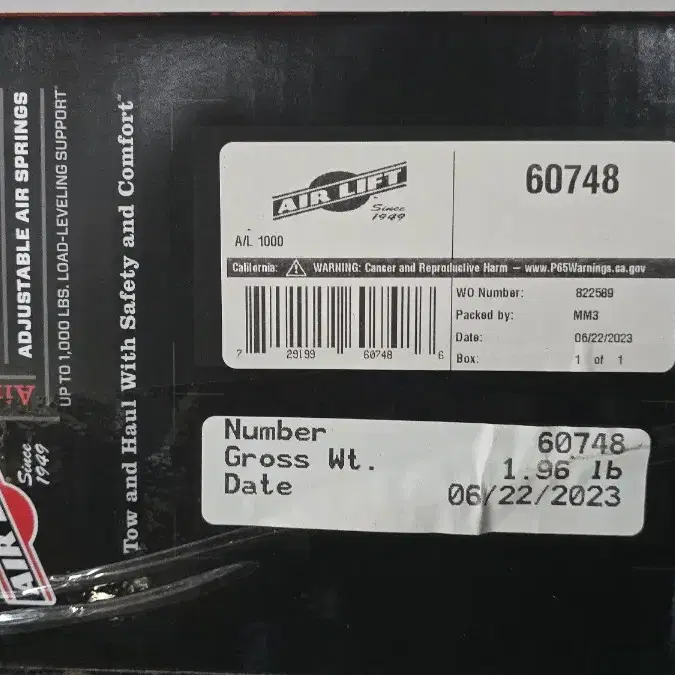 ADJUSTABLE AIR SPRINGS
UP TO 1,000 LBS. LOAD-LEVELING SUPPORT
Tow and Haul With Safety and Comfort™
Since
1949
AIR
AIR LIFT
Since
1949
60748
A/L 1000
California: WARNING: Cancer and Reproductive Harm – www.P65Warnings.ca.gov
7 29199 60748 6
WO Number: 822589
Packed by: MM3
Date: 06/22/2023
Box: 1 of 1
Number 60748
Gross Wt. 1.96 lb
Date 06/22/2023